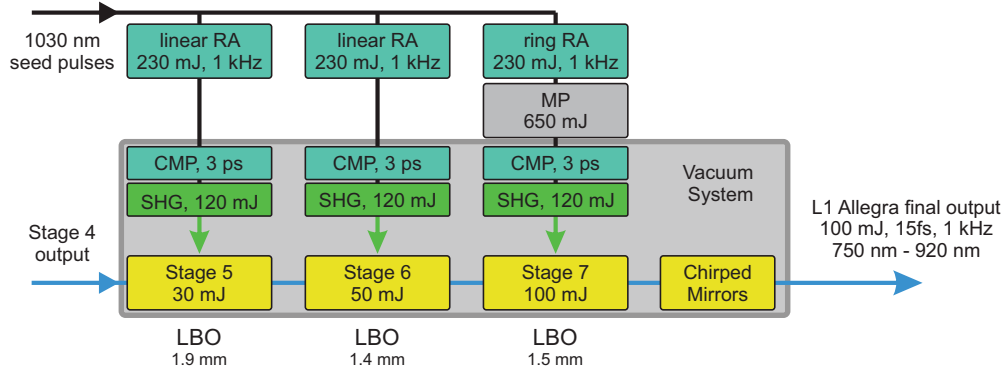 1030 nm
seed pulses
linear RA
230 mJ, 1 kHz
linear RA
230 mJ, 1 kHz
ring RA
230 mJ, 1 kHz
MP
650 mJ
CMP, 3 ps
CMP, 3 ps
CMP, 3 ps
Vacuum
System
SHG, 120 mJ
SHG, 120 mJ
SHG, 120 mJ
Stage 4
output
L1 Allegra final output
100 mJ, 15fs, 1 kHz
750 nm - 920 nm
Stage 5
30 mJ
Stage 6
50 mJ
Stage 7
100 mJ
Chirped
Mirrors
LBO
1.9 mm
LBO
1.4 mm
LBO
1.5 mm